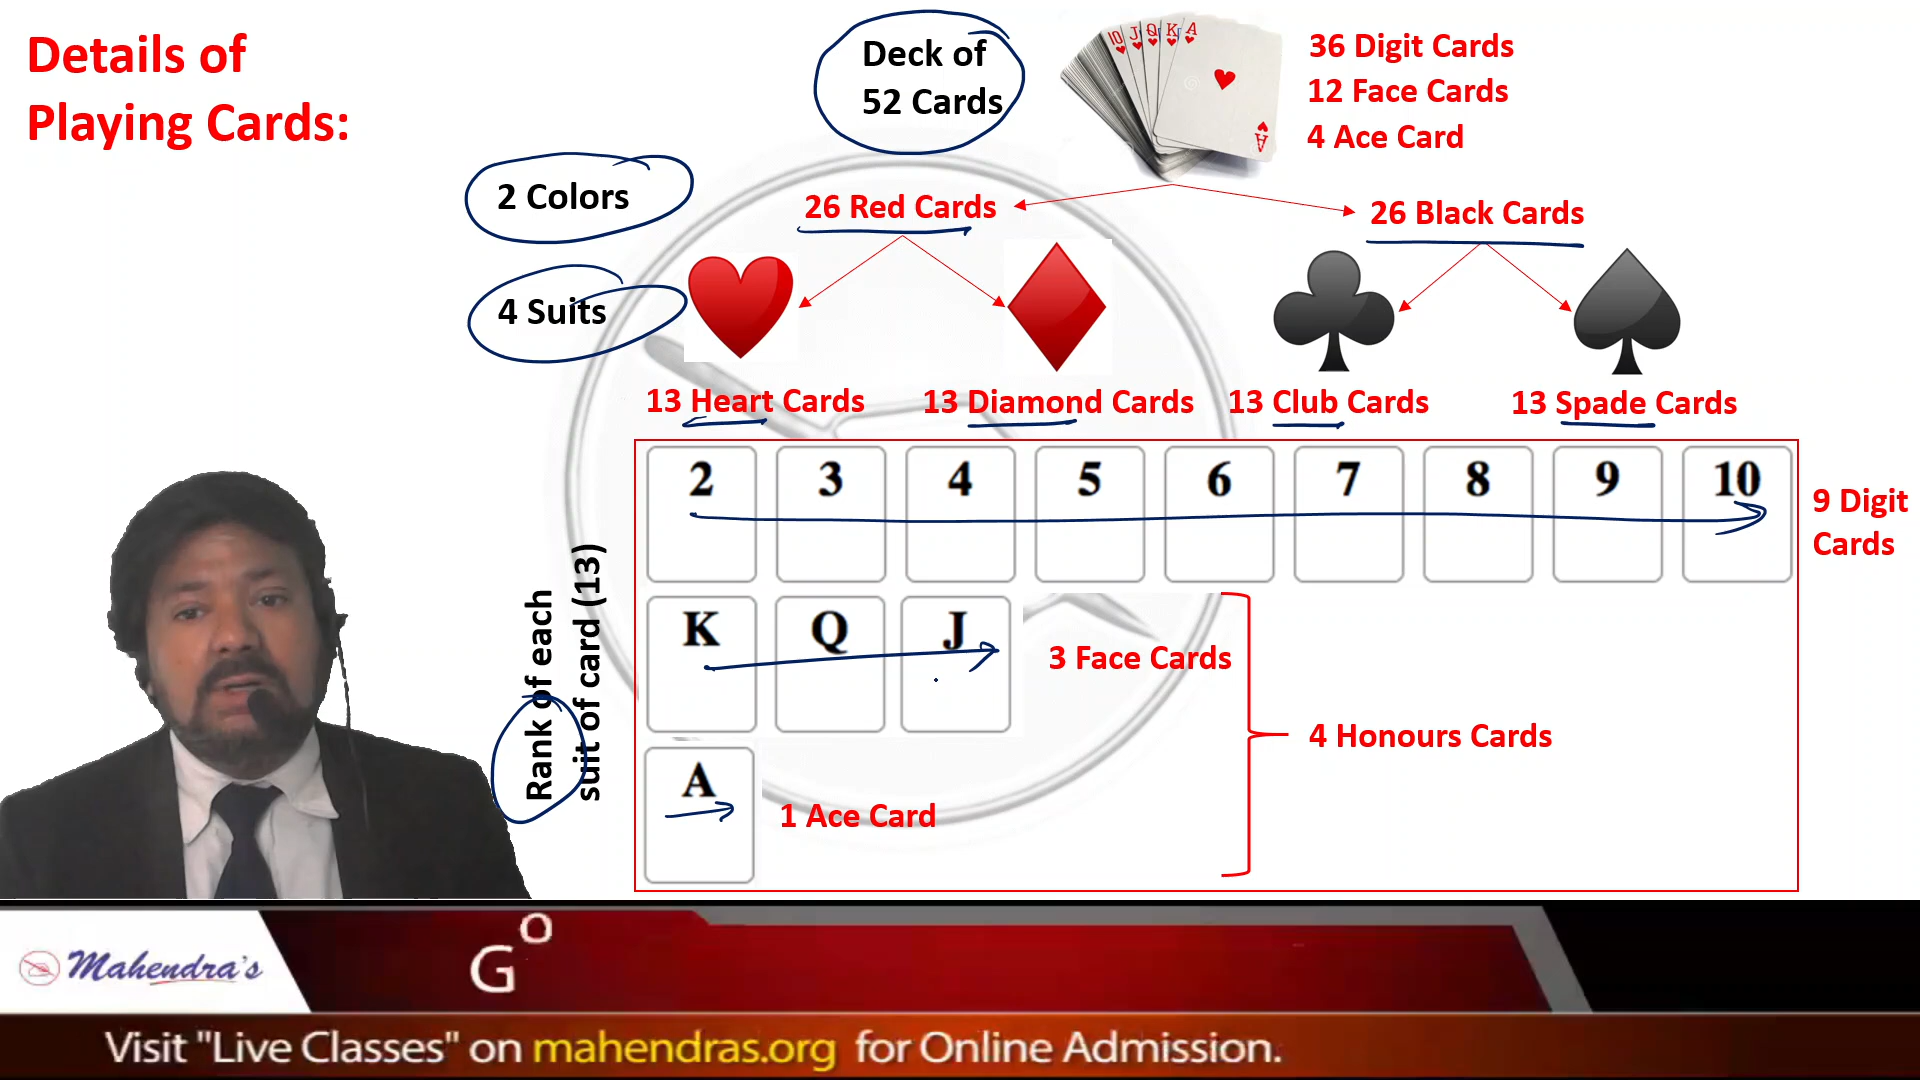 Details of
Playing Cards:
Deck of
52 Cards
10 J Q K A
A
36 Digit Cards
12 Face Cards
4 Ace Card
2 Colors
26 Red Cards
26 Black Cards
4 Suits
13 Heart Cards
13 Diamond Cards
13 Club Cards
13 Spade Cards
Rank of each
suit of card (13)
2 3 4 5 6 7 8 9 10
9 Digit
Cards
K Q J
3 Face Cards
4 Honours Cards
A
1 Ace Card
Mahendra's
GO
Visit "Live Classes" on mahendras.org for Online Admission.